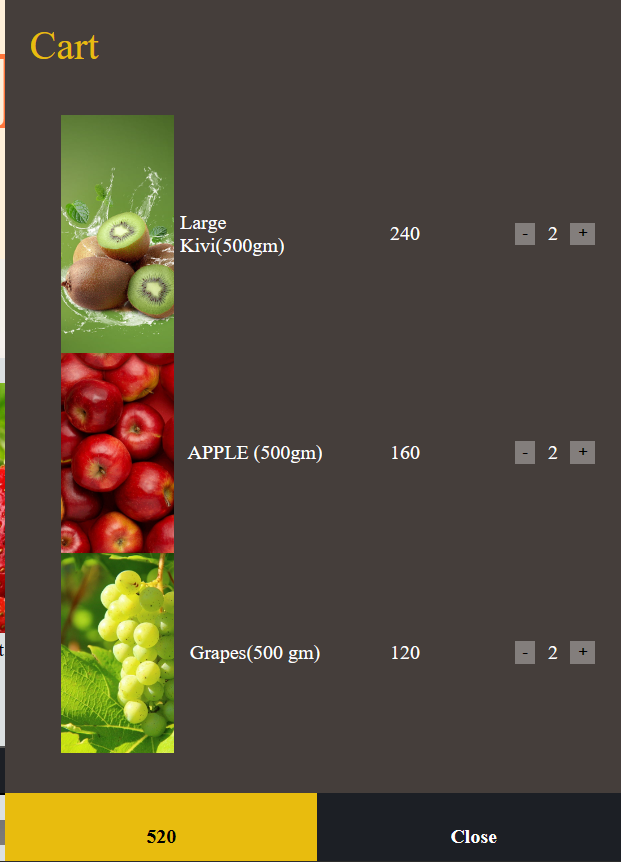 Cart
Large
Kivi(500gm)
240
- 2 +
APPLE (500gm)
160
- 2 +
Grapes(500 gm)
120
- 2 +
520
Close
t